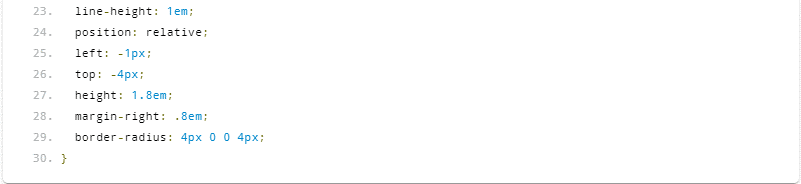 23. line-height: 1em;
24. position: relative;
25. left: -1px;
26. top: -4px;
27. height: 1.8em;
28. margin-right: .8em;
29. border-radius: 4px 0 0 4px;
30. }